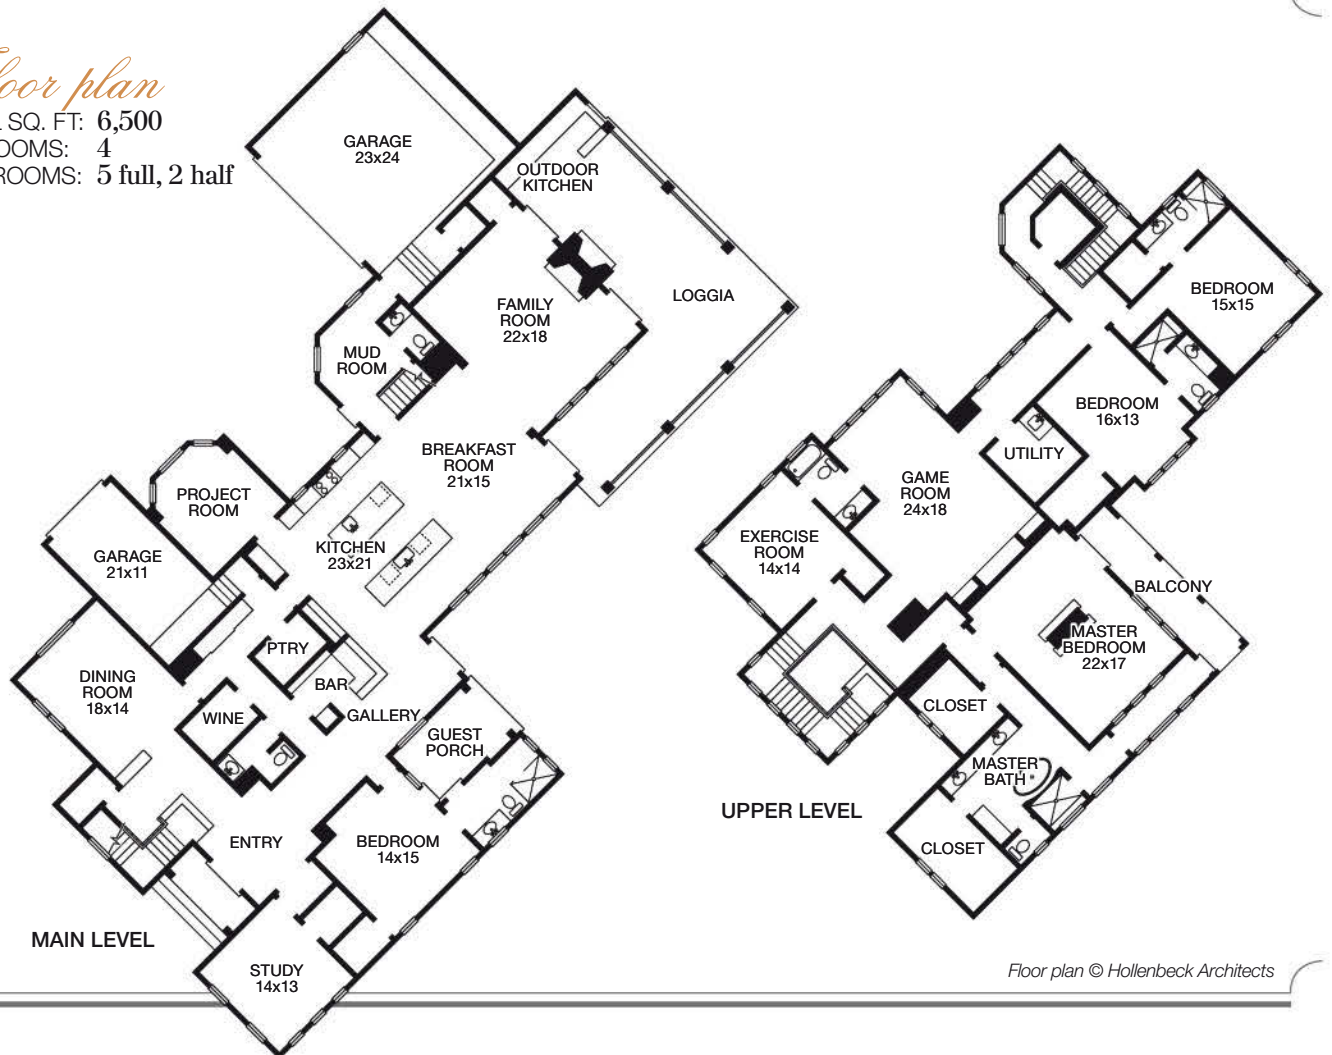 loor plan
SQ. FT: 6,500
OOMS: 4
ROOMS: 5 full, 2 half
GARAGE
23x24
OUTDOOR
KITCHEN
LOGGIA
FAMILY
ROOM
22x18
MUD
ROOM
BREAKFAST
ROOM
21x15
PROJECT
ROOM
GARAGE
21x11
KITCHEN
23x21
PTRY
BAR
DINING
ROOM
18x14
WINE
GALLERY
GUEST
PORCH
ENTRY
BEDROOM
14x15
STUDY
14x13
MAIN LEVEL
BEDROOM
15x15
BEDROOM
16x13
UTILITY
GAME
ROOM
24x18
EXERCISE
ROOM
14x14
BALCONY
MASTER
BEDROOM
22x17
CLOSET
MASTER
BATH
CLOSET
UPPER LEVEL
Floor plan © Hollenbeck Architects